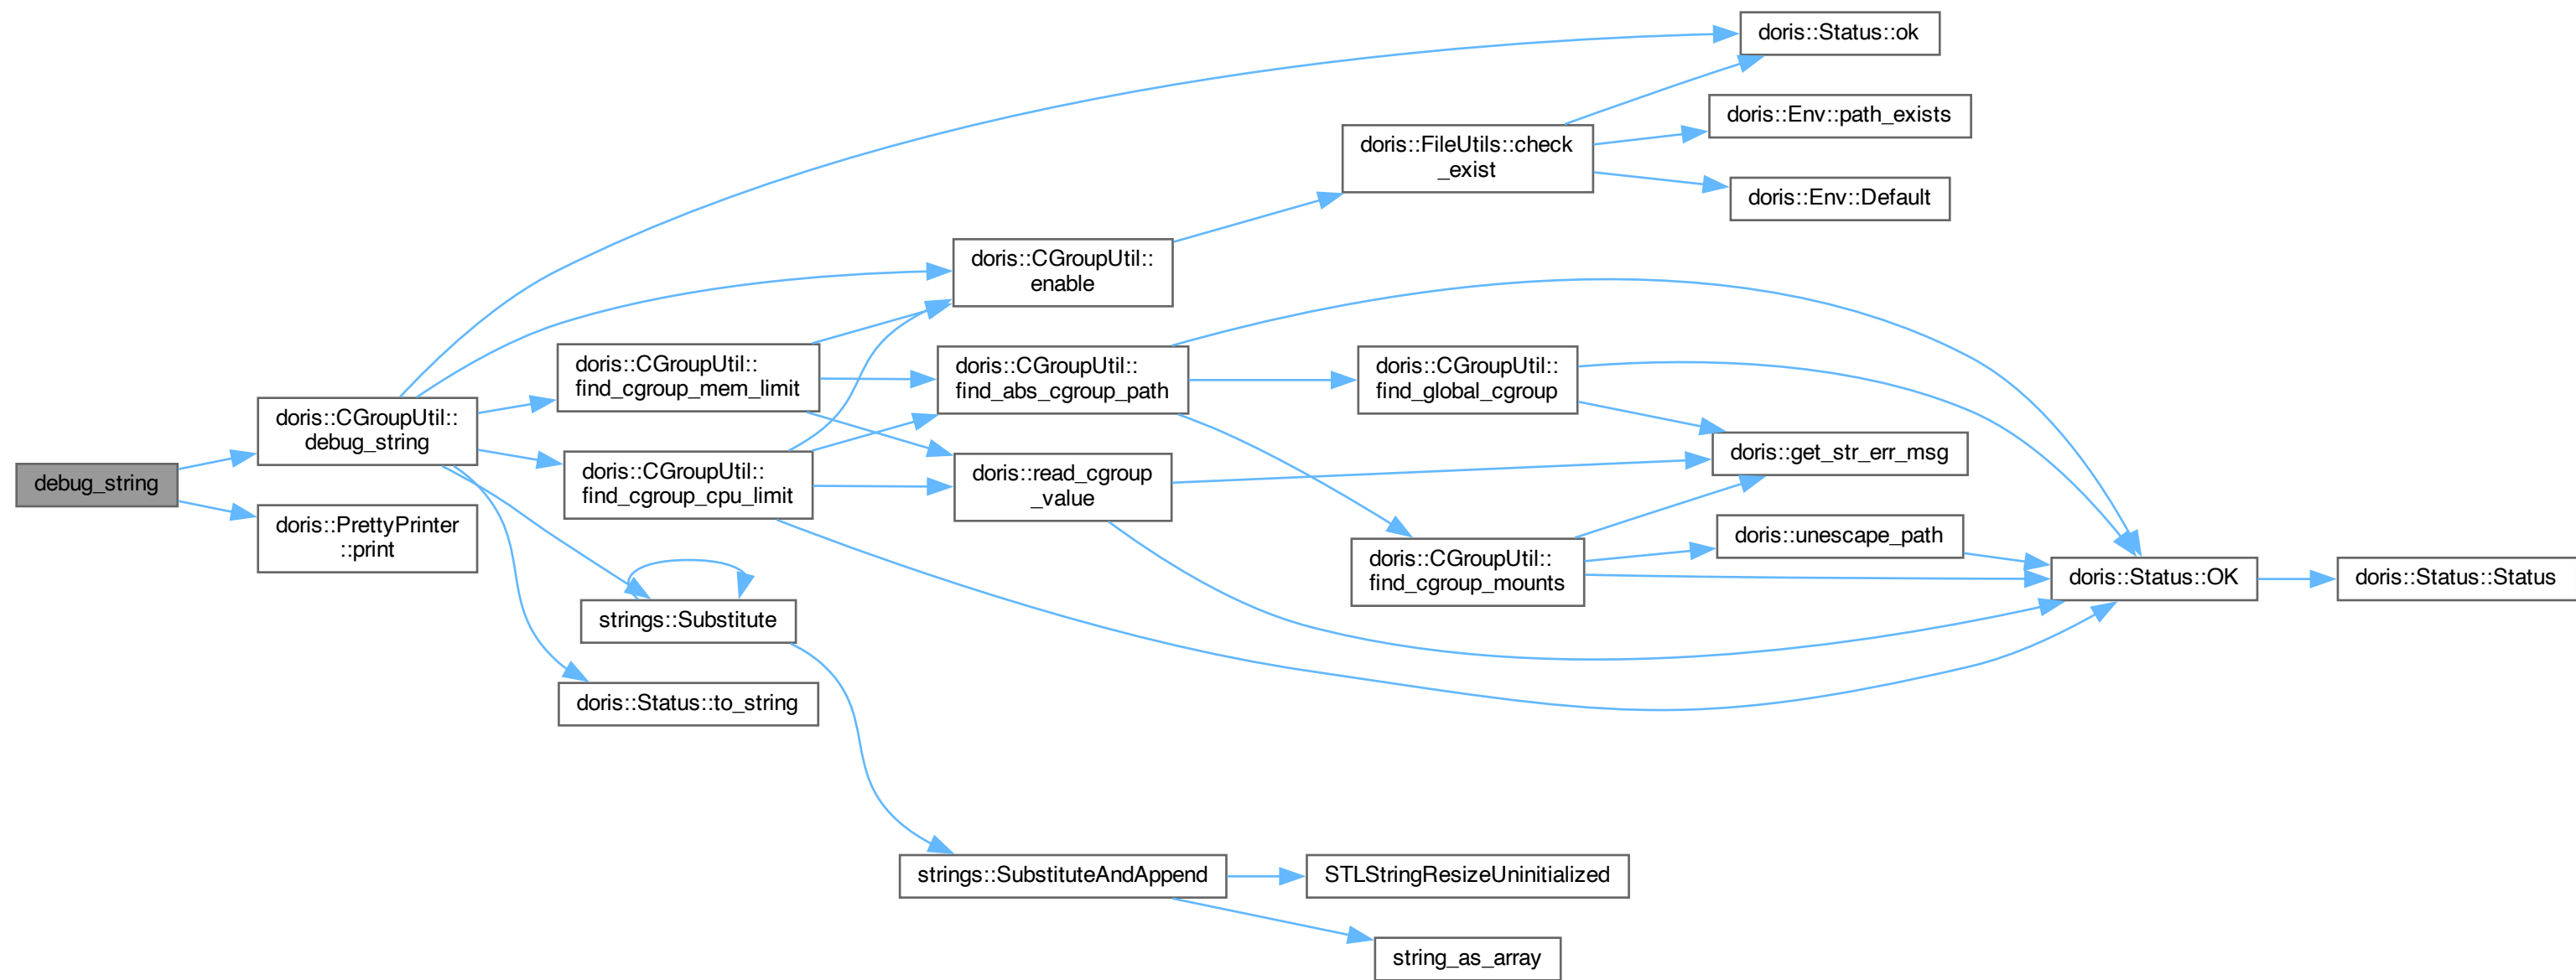 debug_string
doris::CGroupUtil::
debug_string
doris::PrettyPrinter
::print
doris::CGroupUtil::
find_cgroup_mem_limit
doris::CGroupUtil::
find_cgroup_cpu_limit
strings::Substitute
doris::Status::to_string
doris::CGroupUtil::
enable
doris::CGroupUtil::
find_abs_cgroup_path
doris::read_cgroup
_value
strings::SubstituteAndAppend
doris::FileUtils::check
_exist
doris::CGroupUtil::
find_global_cgroup
doris::CGroupUtil::
find_cgroup_mounts
STLStringResizeUninitialized
string_as_array
doris::Status::ok
doris::Env::path_exists
doris::Env::Default
doris::get_str_err_msg
doris::unescape_path
doris::Status::OK
doris::Status::Status